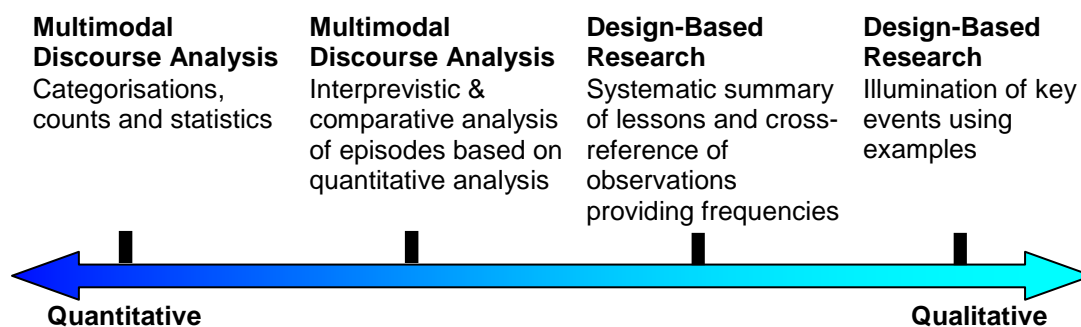 Multimodal
Discourse Analysis
Categorisations,
counts and statistics
Multimodal
Discourse Analysis
Interprevistic &
comparative analysis
of episodes based on
quantitative analysis
Design-Based
Research
Systematic summary
of lessons and cross-
reference of
observations
providing frequencies
Design-Based
Research
Illumination of key
events using
examples
Quantitative
Qualitative